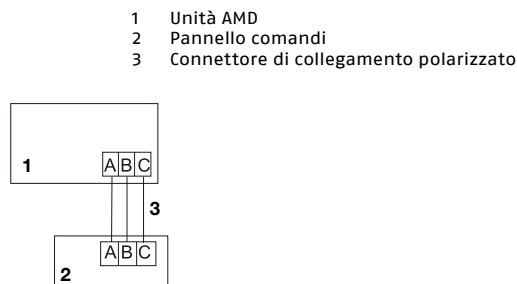 1 Unità AMD
2 Pannello comandi
3 Connettore di collegamento polarizzato
1 A B C
3
A B C
2